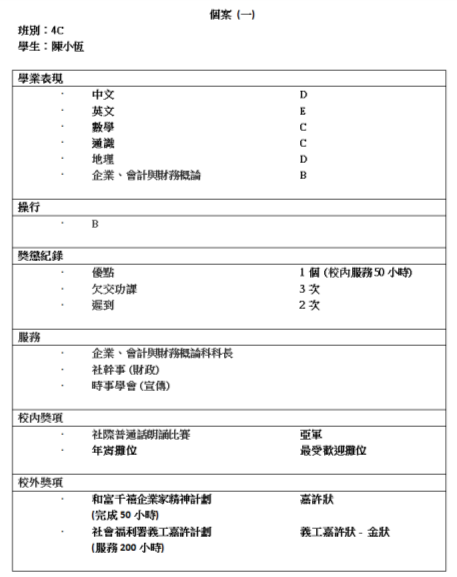 個案 (一)
班別：4C
學生：陳小恆
學業表現
· 中文 D
· 英文 E
· 數學 C
· 通識 C
· 地理 D
· 企業、會計與財務概論 B
操行
· B
獎懲紀錄
· 優點 1 個 (校內服務50 小時)
· 欠交功課 3 次
· 遲到 2 次
服務
· 企業、會計與財務概論科科長
· 社幹事 (財政)
· 時事學會 (宣傳)
校內獎項
· 社際普通話朗誦比賽 亞軍
· 年宵攤位 最受歡迎攤位
校外獎項
· 和富千禧企業家精神計劃 嘉許狀
(完成 50 小時)
· 社會福利署義工嘉許計劃 義工嘉許狀 - 金狀
(服務 200 小時)